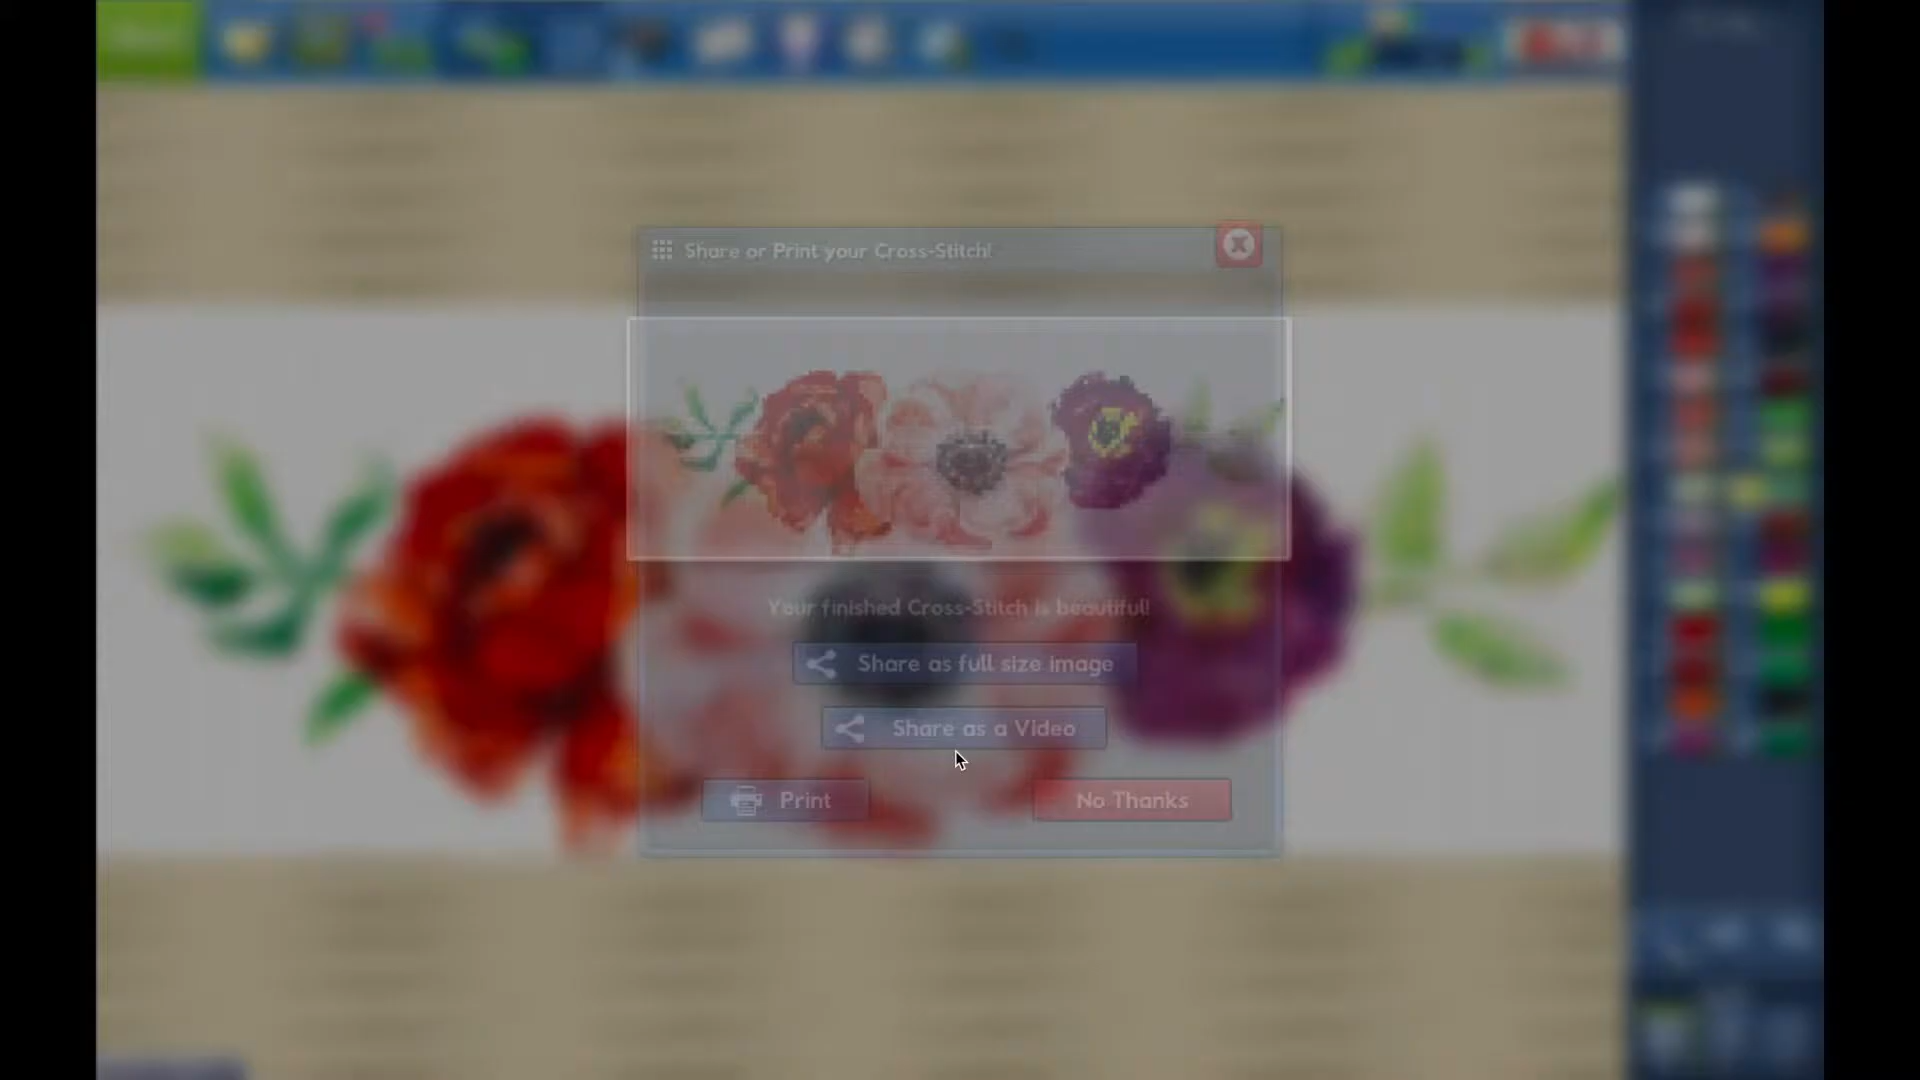 Share or Print your Cross-Stitch!
Your finished Cross-Stitch is beautiful!
Share as full size image
Share as a Video
Print
No Thanks